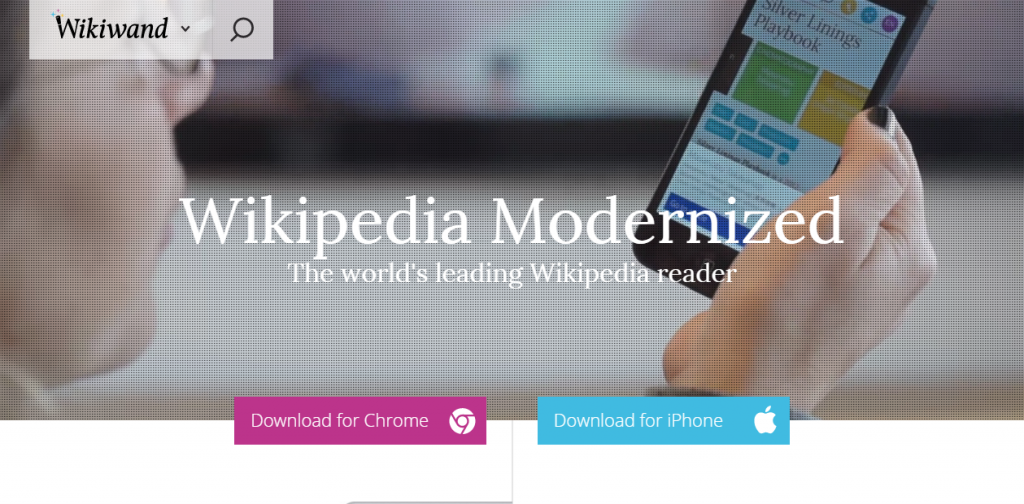 Wikiwand
Silver Linings
Playbook
Wikipedia Modernized
The world's leading Wikipedia reader
Download for Chrome
Download for iPhone